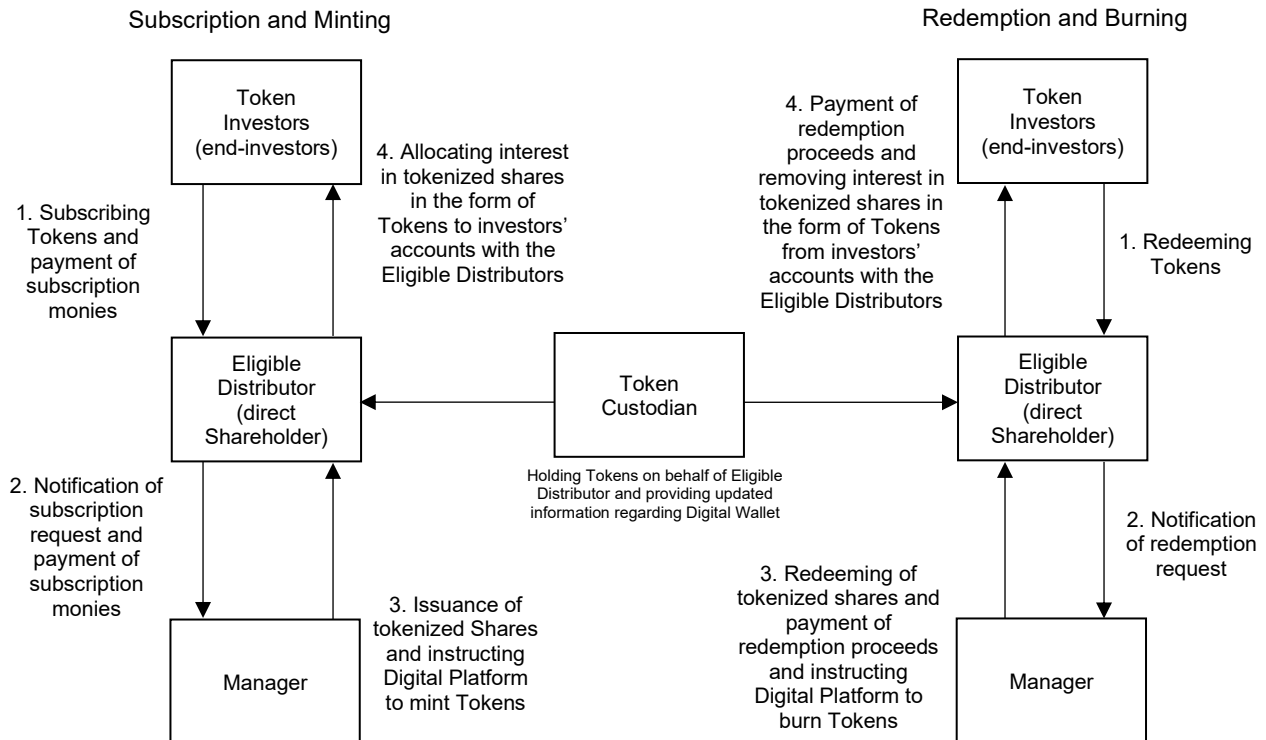 Subscription and Minting
Redemption and Burning
Token
Investors
(end-investors)
4. Allocating interest
in tokenized shares
in the form of
Tokens to investors’
accounts with the
Eligible Distributors
1. Subscribing
Tokens and
payment of
subscription
monies
4. Payment of
redemption
proceeds and
removing interest in
tokenized shares in
the form of Tokens
from investors’
accounts with the
Eligible Distributors
Token
Investors
(end-investors)
1. Redeeming
Tokens
Eligible
Distributor
(direct
Shareholder)
Token
Custodian
Holding Tokens on behalf of Eligible
Distributor and providing updated
information regarding Digital Wallet
Eligible
Distributor
(direct
Shareholder)
2. Notification of
subscription
request and
payment of
subscription
monies
3. Issuance of
tokenized Shares
and instructing
Digital Platform
to mint Tokens
Manager
3. Redeeming of
tokenized shares and
payment of
redemption proceeds
and instructing
Digital Platform to
burn Tokens
2. Notification
of redemption
request
Manager